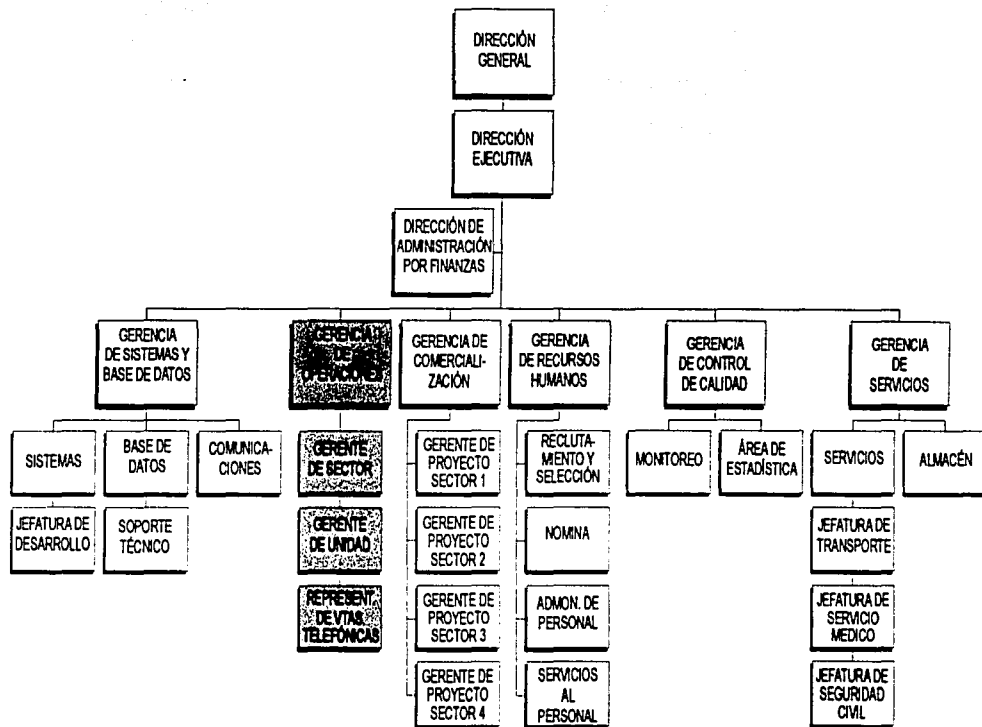 DIRECCIÓN
GENERAL
DIRECCIÓN
EJECUTIVA
DIRECCIÓN DE
ADMINISTRACIÓN
POR FINANZAS
GERENCIA
DE SISTEMAS Y
BASE DE DATOS
GERENCIA
DE
OPERACIONES
GERENCIA DE
COMERCIALI-
ZACIÓN
GERENCIA
DE RECURSOS
HUMANOS
GERENCIA
DE CONTROL
DE CALIDAD
GERENCIA
DE
SERVICIOS
SISTEMAS
BASE DE
DATOS
COMUNICA-
CIONES
GERENTE
DE SECTOR
GERENTE DE
PROYECTO
SECTOR 1
RECLUTA-
MIENTO Y
SELECCIÓN
MONITOREO
ÁREA DE
ESTADÍSTICA
SERVICIOS
ALMACÉN
JEFATURA DE
DESARROLLO
SOPORTE
TÉCNICO
GERENTE
DE UNIDAD
GERENTE DE
PROYECTO
SECTOR 2
NOMINA
JEFATURA DE
TRANSPORTE
REPRESENT.
DE VTAS.
TELEFÓNICAS
GERENTE DE
PROYECTO
SECTOR 3
ADMON. DE
PERSONAL
JEFATURA DE
SERVICIO
MEDICO
GERENTE DE
PROYECTO
SECTOR 4
SERVICIOS
AL
PERSONAL
JEFATURA DE
SEGURIDAD
CIVIL